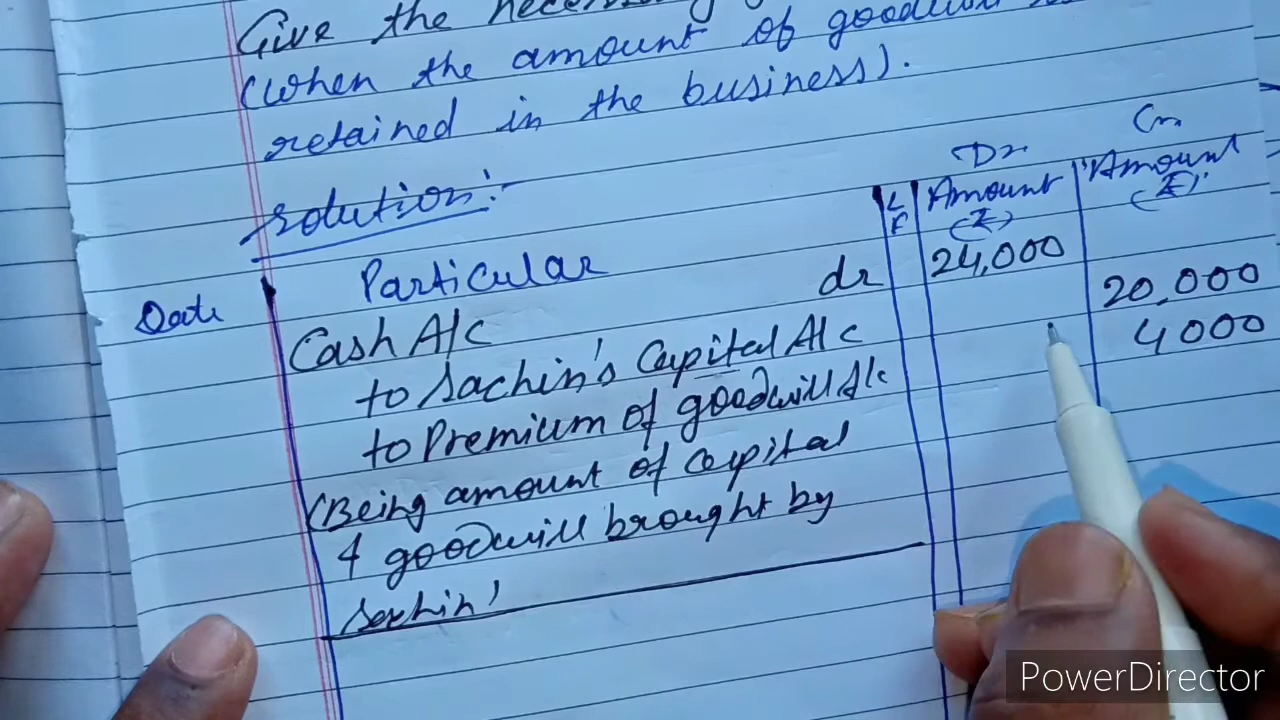 Give the
(when the amount of goodwill
retained in the business).
solution:
Date Particular LF Dr Amount (₹) Cr Amount (₹)
Cash A/c dr 24,000
to Sachin's Capital A/c 20,000
to Premium of goodwill A/c 4000
(Being amount of capital
& goodwill brought by
Sachin)
PowerDirector